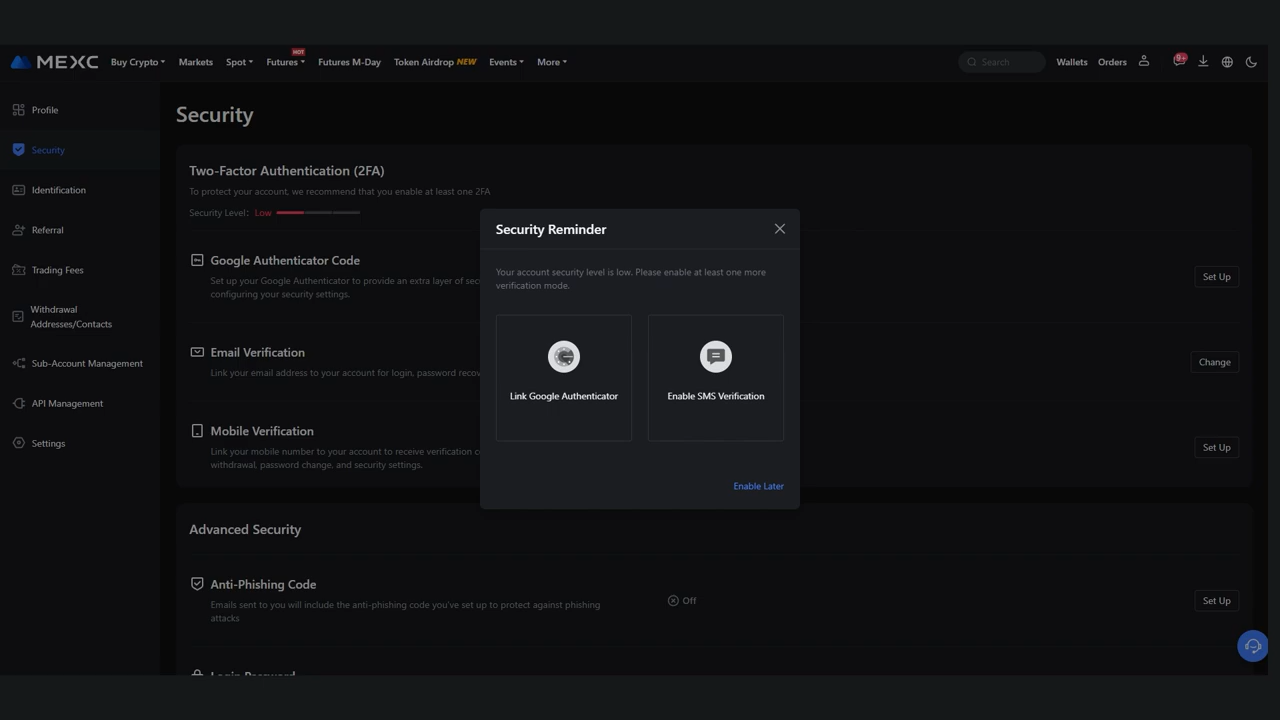 MEXC
Buy Crypto
Markets
Spot
Futures
HOT
Futures M-Day
Token Airdrop NEW
Events
More
Search
Wallets
Orders
9+
Profile
Security
Identification
Referral
Trading Fees
Withdrawal
Addresses/Contacts
Sub-Account Management
API Management
Settings
Security
Two-Factor Authentication (2FA)
To protect your account, we recommend that you enable at least one 2FA
Security Level: Low
Google Authenticator Code
Set up your Google Authenticator to provide an extra layer of sec
configuring your security settings.
Set Up
Email Verification
Link your email address to your account for login, password recov
Change
Mobile Verification
Link your mobile number to your account to receive verification c
withdrawal, password change, and security settings.
Set Up
Security Reminder
Your account security level is low. Please enable at least one more
verification mode.
Link Google Authenticator
Enable SMS Verification
Enable Later
Advanced Security
Anti-Phishing Code
Emails sent to you will include the anti-phishing code you've set up to protect against phishing
attacks
Off
Set Up
Login Password